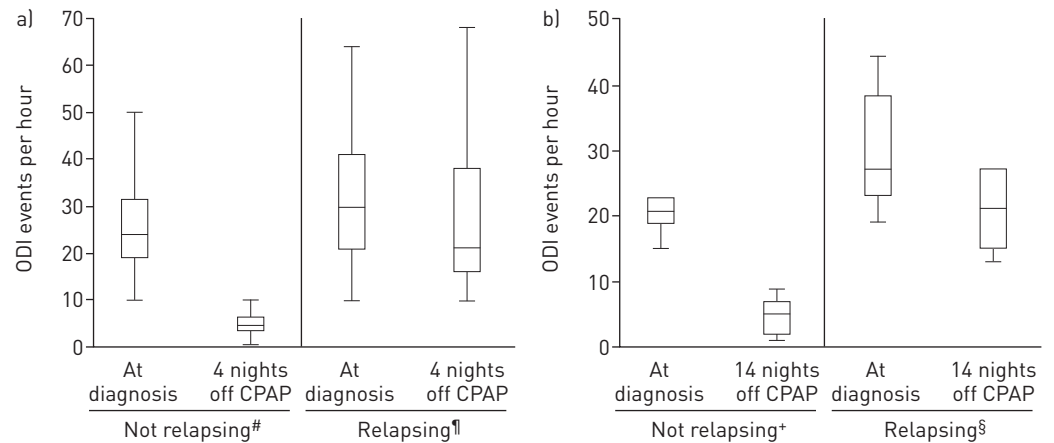 a)
ODI events per hour
70
60
50
40
30
20
10
0
At diagnosis
4 nights off CPAP
At diagnosis
4 nights off CPAP
Not relapsing#
Relapsing¶
b)
ODI events per hour
50
40
30
20
10
0
At diagnosis
14 nights off CPAP
At diagnosis
14 nights off CPAP
Not relapsing+
Relapsing§